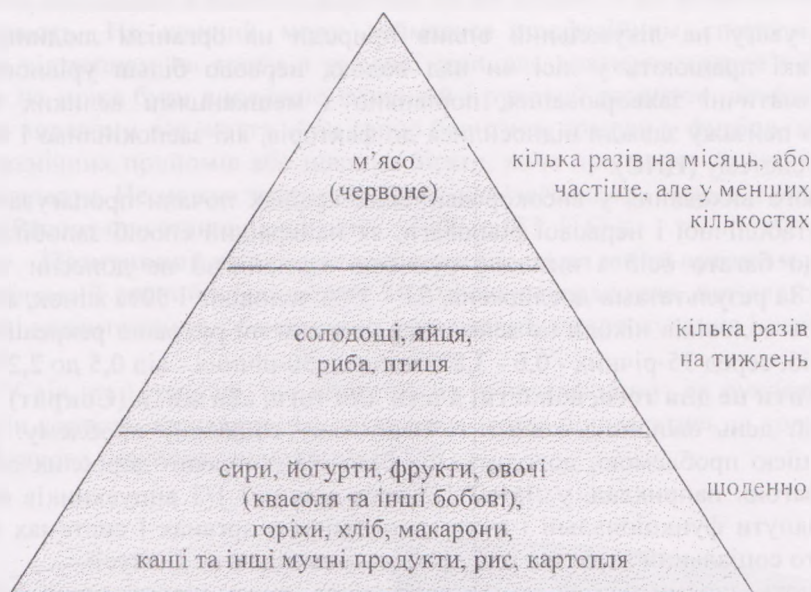 м’ясо
(червоне)
кілька разів на місяць, або
частіше, але у менших
кількостях
солодощі, яйця,
риба, птиця
кілька разів
на тиждень
сири, йогурти, фрукти, овочі
(квасоля та інші бобові),
горіхи, хліб, макарони,
каші та інші мучні продукти, рис, картопля
щоденно